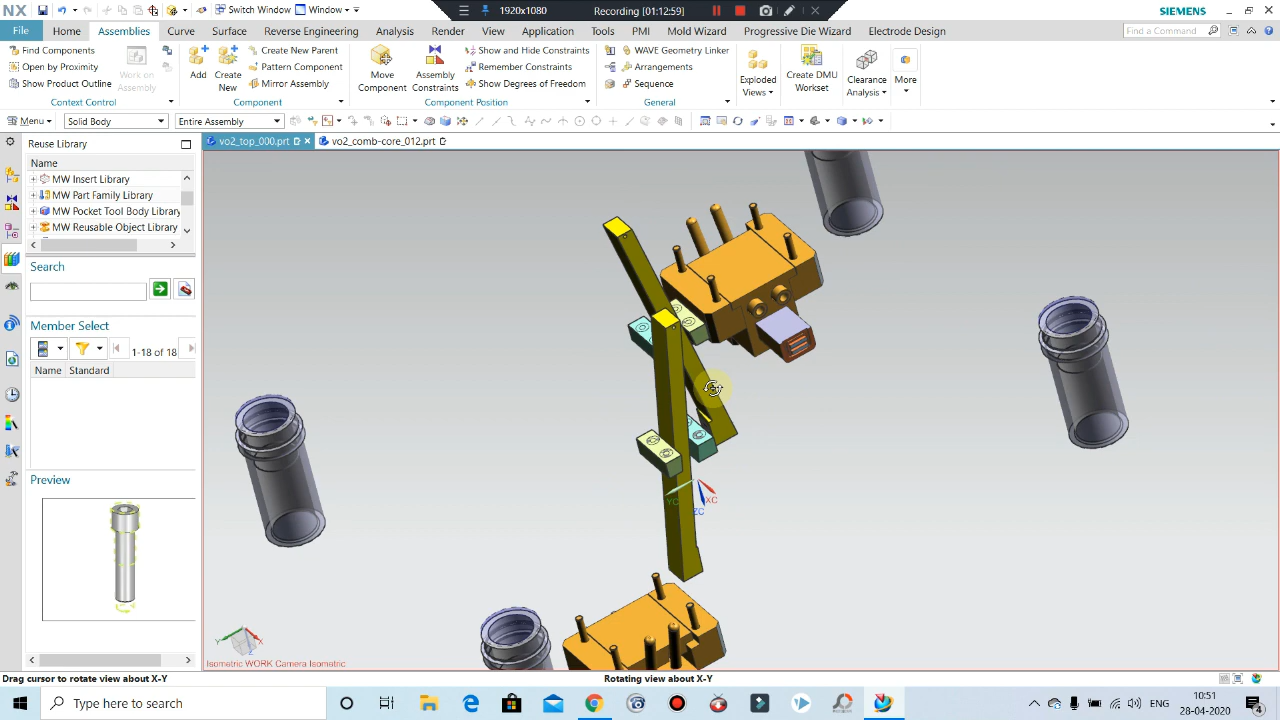 NX
Switch Window
Window
Recording [01:12:59]
1920x1080
SIEMENS
File
Home
Assemblies
Curve
Surface
Reverse Engineering
Analysis
Render
View
Application
Tools
PMI
Mold Wizard
Progressive Die Wizard
Electrode Design
Find a Command
Find Components
Open by Proximity
Show Product Outline
Context Control
Work on Assembly
Add
Create New
Create New Parent
Pattern Component
Mirror Assembly
Component
Move Component
Assembly Constraints
Show and Hide Constraints
Remember Constraints
Show Degrees of Freedom
Component Position
WAVE Geometry Linker
Arrangements
Sequence
General
Exploded Views
Create DMU Workset
Clearance Analysis
More
Menu
Solid Body
Entire Assembly
Reuse Library
vo2_top_000.prt
vo2_comb-core_012.prt
Name
MW Insert Library
MW Part Family Library
MW Pocket Tool Body Library
MW Reusable Object Library
Search
Member Select
1-18 of 18
Name Standard
Preview
YC
XC
ZC
Y
X
Z
Isometric WORK Camera Isometric
Drag cursor to rotate view about X-Y
Rotating view about X-Y
Type here to search
ENG
10:51
28-04-2020
4